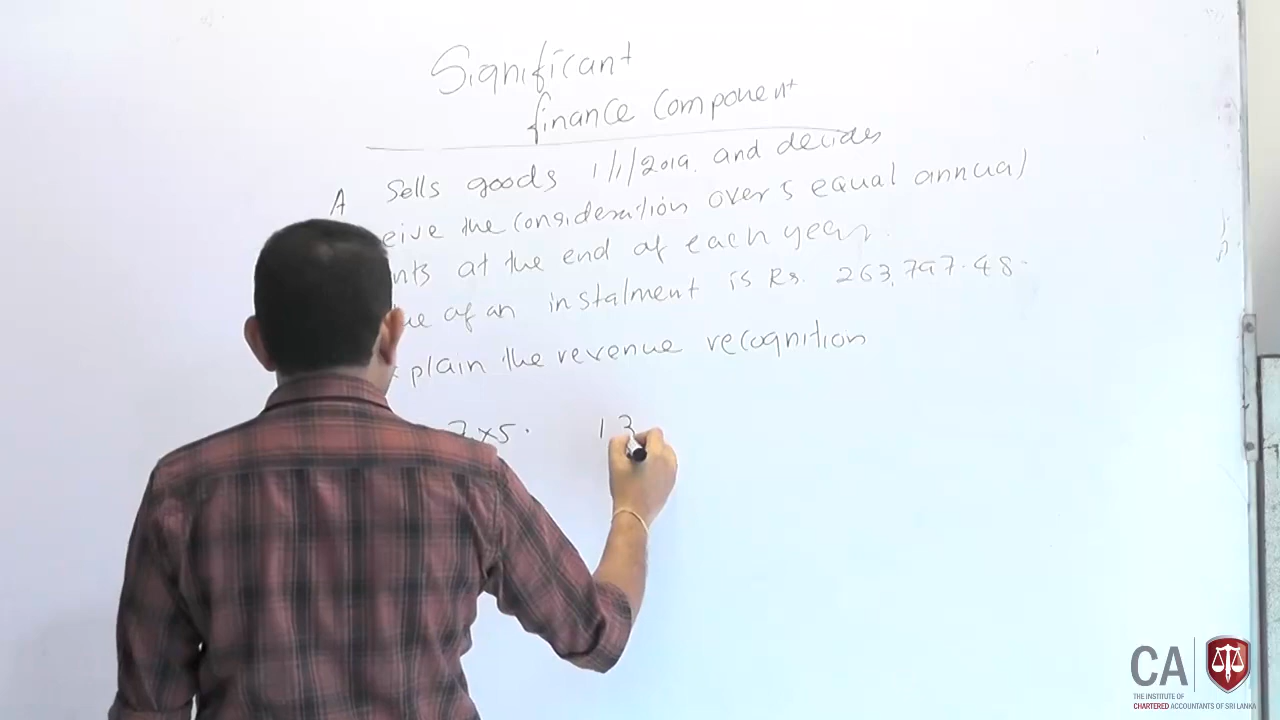 Significant
finance component
A sells goods 1/1/2019. and decides
eive the consideration over 5 equal annual
nts at the end of each year.
ue of an instalment is Rs. 263,797.48.
plain the revenue recognition
7x5. 13
CA
THE INSTITUTE OF
CHARTERED ACCOUNTANTS OF SRI LANKA